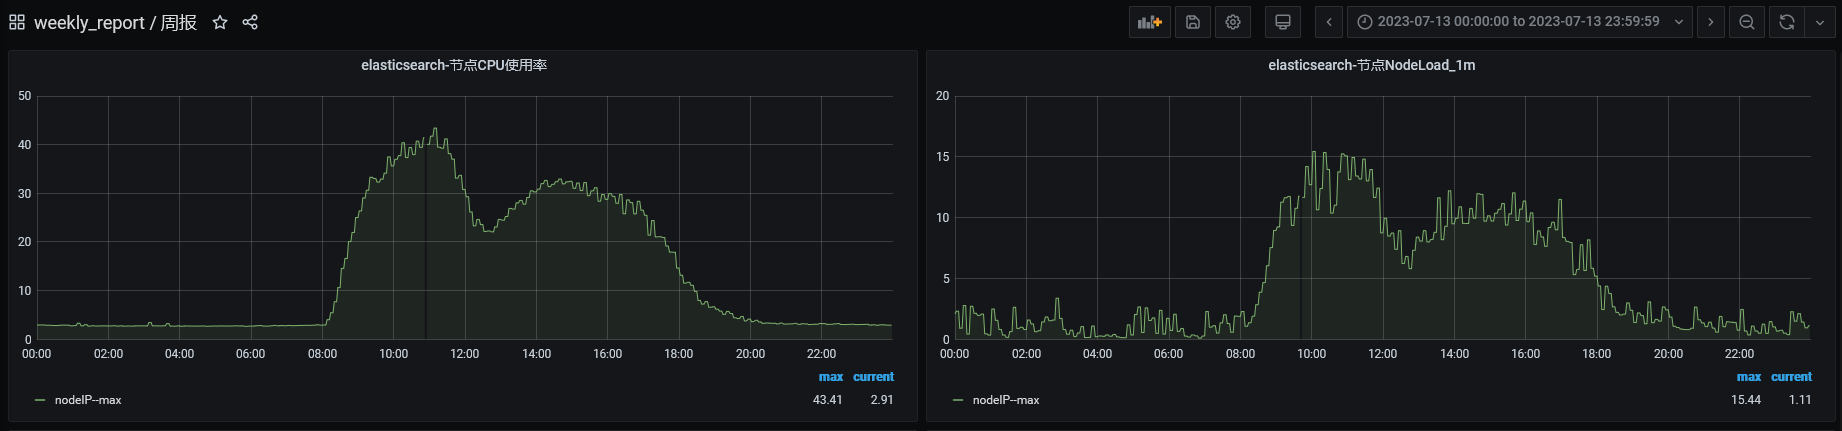 weekly_report / 周报
2023-07-13 00:00:00 to 2023-07-13 23:59:59
elasticsearch-节点CPU使用率
50
40
30
20
10
0
00:00 02:00 04:00 06:00 08:00 10:00 12:00 14:00 16:00 18:00 20:00 22:00
max current
nodeIP--max 43.41 2.91
elasticsearch-节点NodeLoad_1m
20
15
10
5
0
00:00 02:00 04:00 06:00 08:00 10:00 12:00 14:00 16:00 18:00 20:00 22:00
max current
nodeIP--max 15.44 1.11